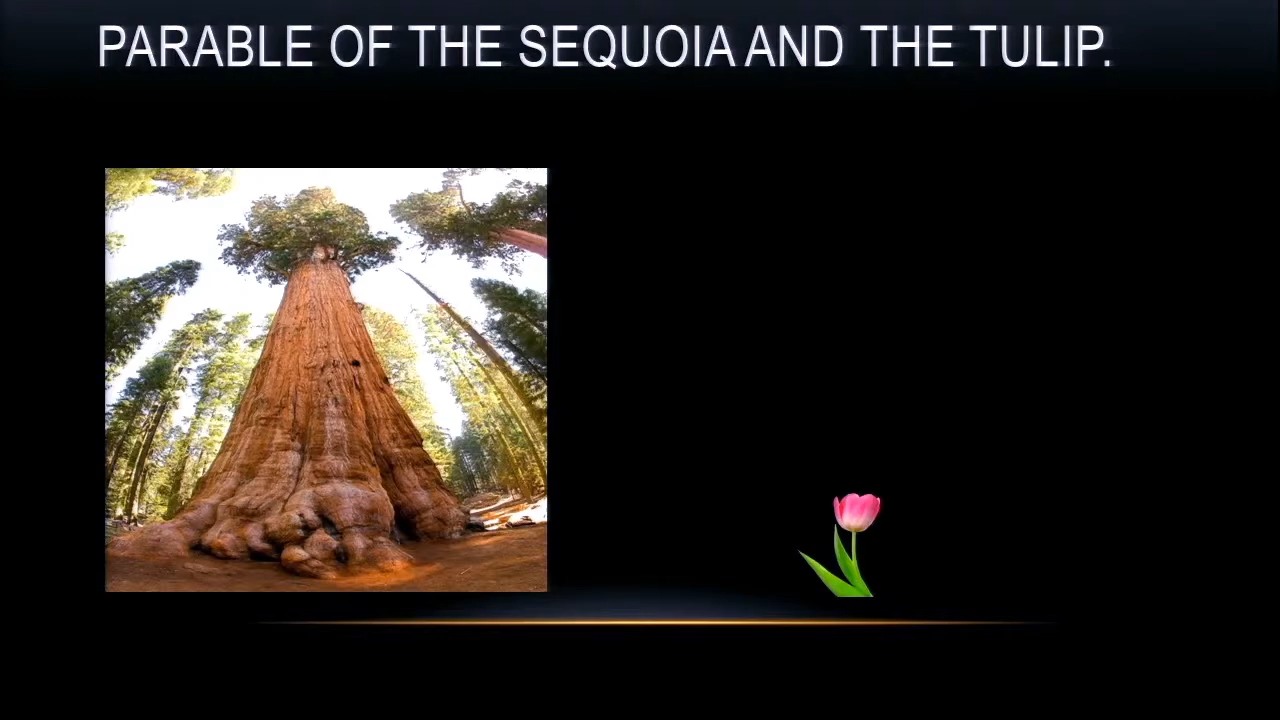 PARABLE OF THE SEQUOIA AND THE TULIP.